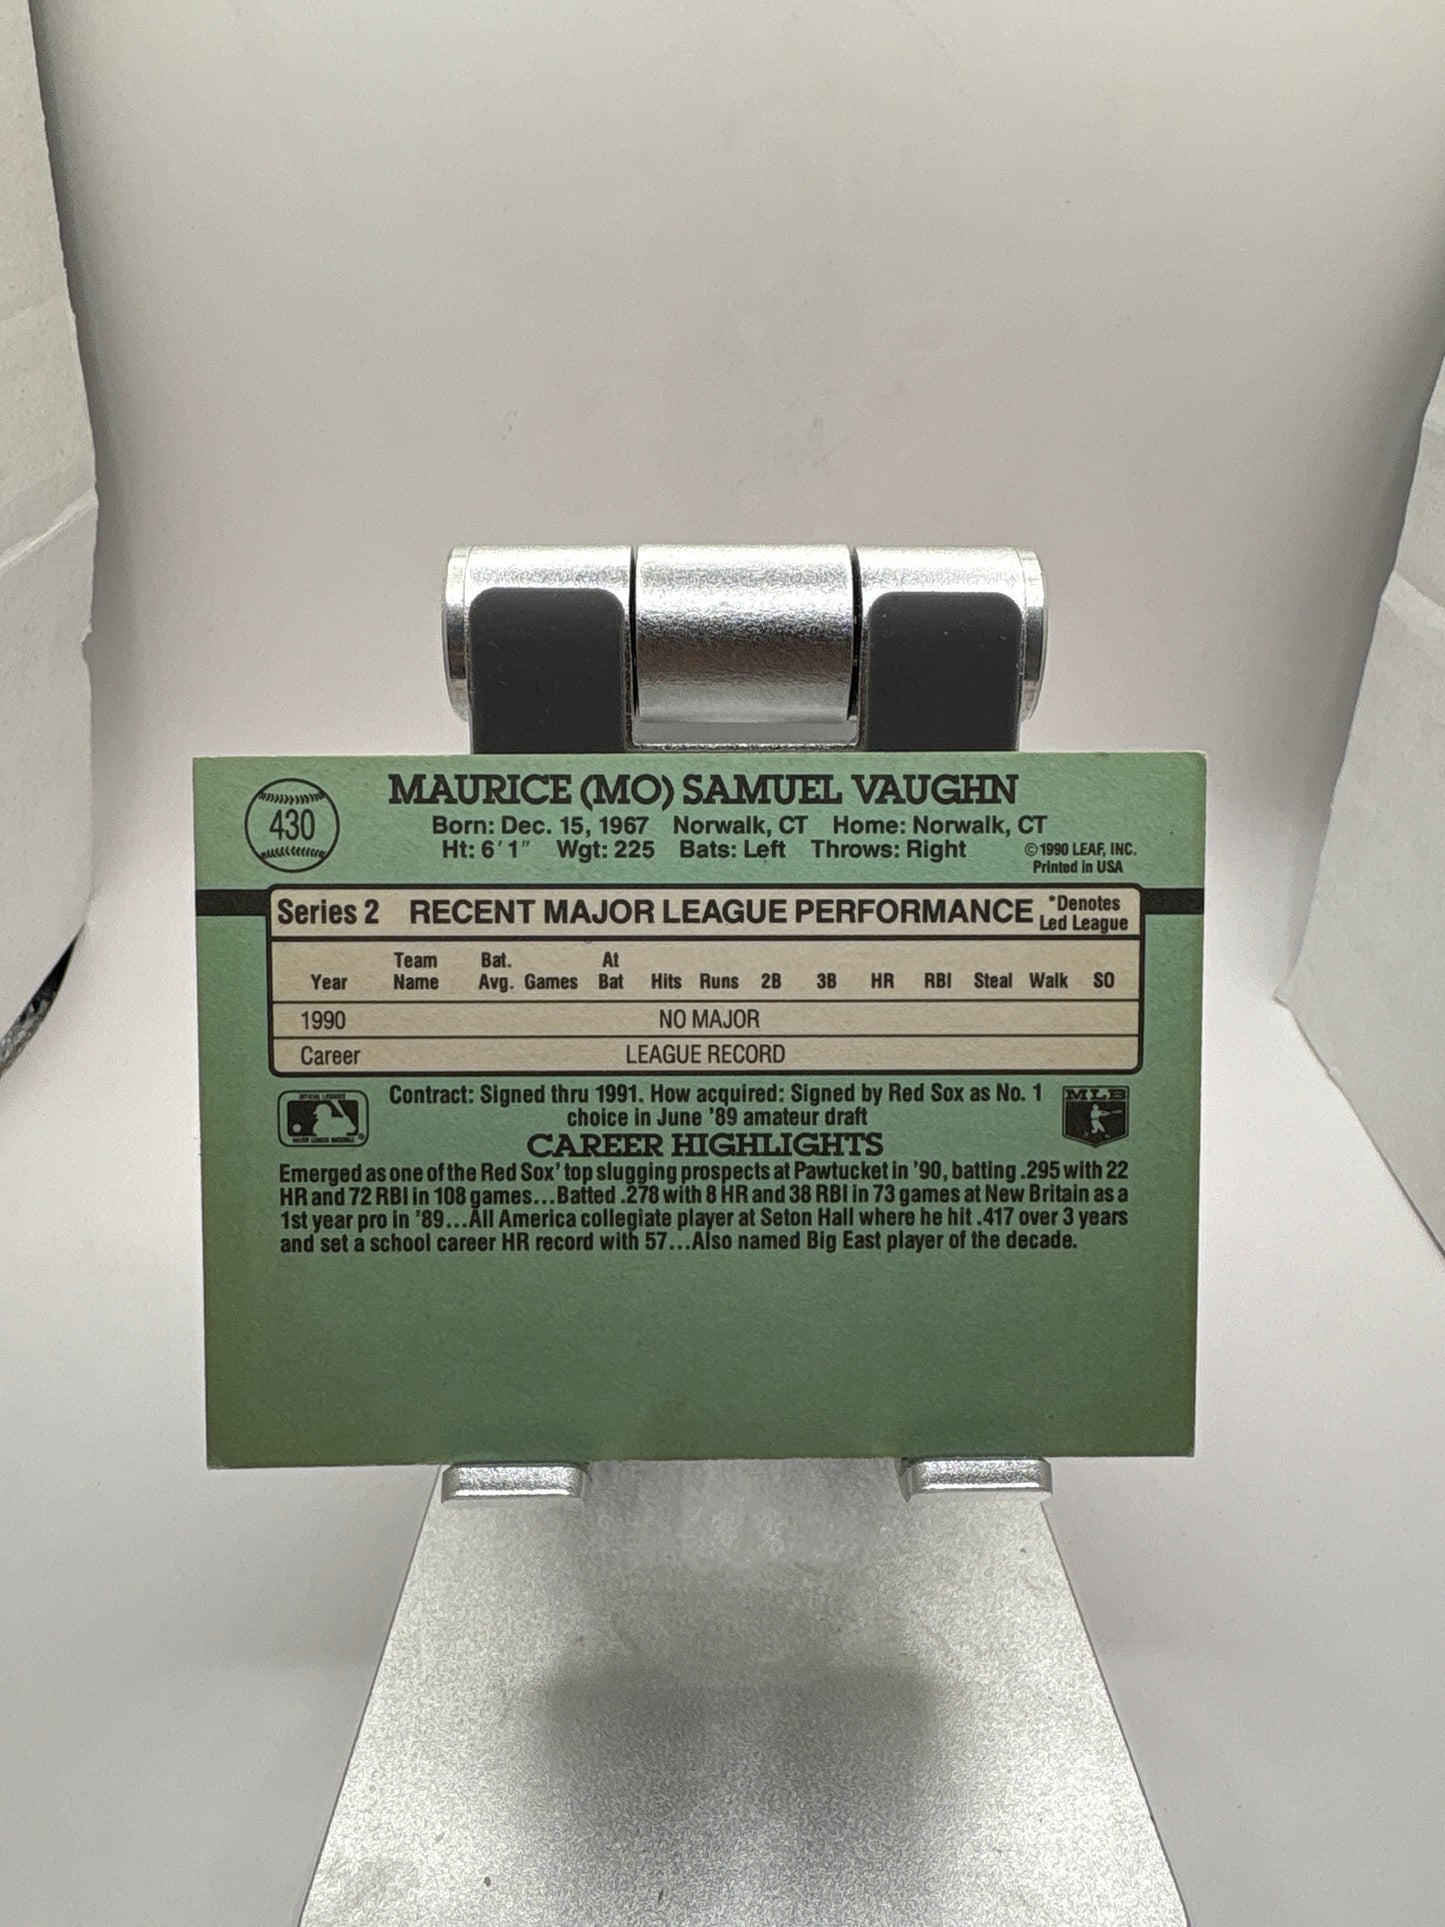 430
MAURICE (MO) SAMUEL VAUGHN
Born: Dec. 15, 1967 Norwalk, CT Home: Norwalk, CT
Ht: 6' 1" Wgt: 225 Bats: Left Throws: Right
©1990 LEAF, INC.
Printed in USA
Series 2 RECENT MAJOR LEAGUE PERFORMANCE *Denotes Led League
Year Team Name Bat. Avg. Games At Bat Hits Runs 2B 3B HR RBI Steal Walk SO
1990 NO MAJOR
Career LEAGUE RECORD
Contract: Signed thru 1991. How acquired: Signed by Red Sox as No. 1
choice in June '89 amateur draft
MLB
CAREER HIGHLIGHTS
Emerged as one of the Red Sox' top slugging prospects at Pawtucket in '90, batting .295 with 22
HR and 72 RBI in 108 games...Batted .278 with 8 HR and 38 RBI in 73 games at New Britain as a
1st year pro in '89...All America collegiate player at Seton Hall where he hit .417 over 3 years
and set a school career HR record with 57...Also named Big East player of the decade.